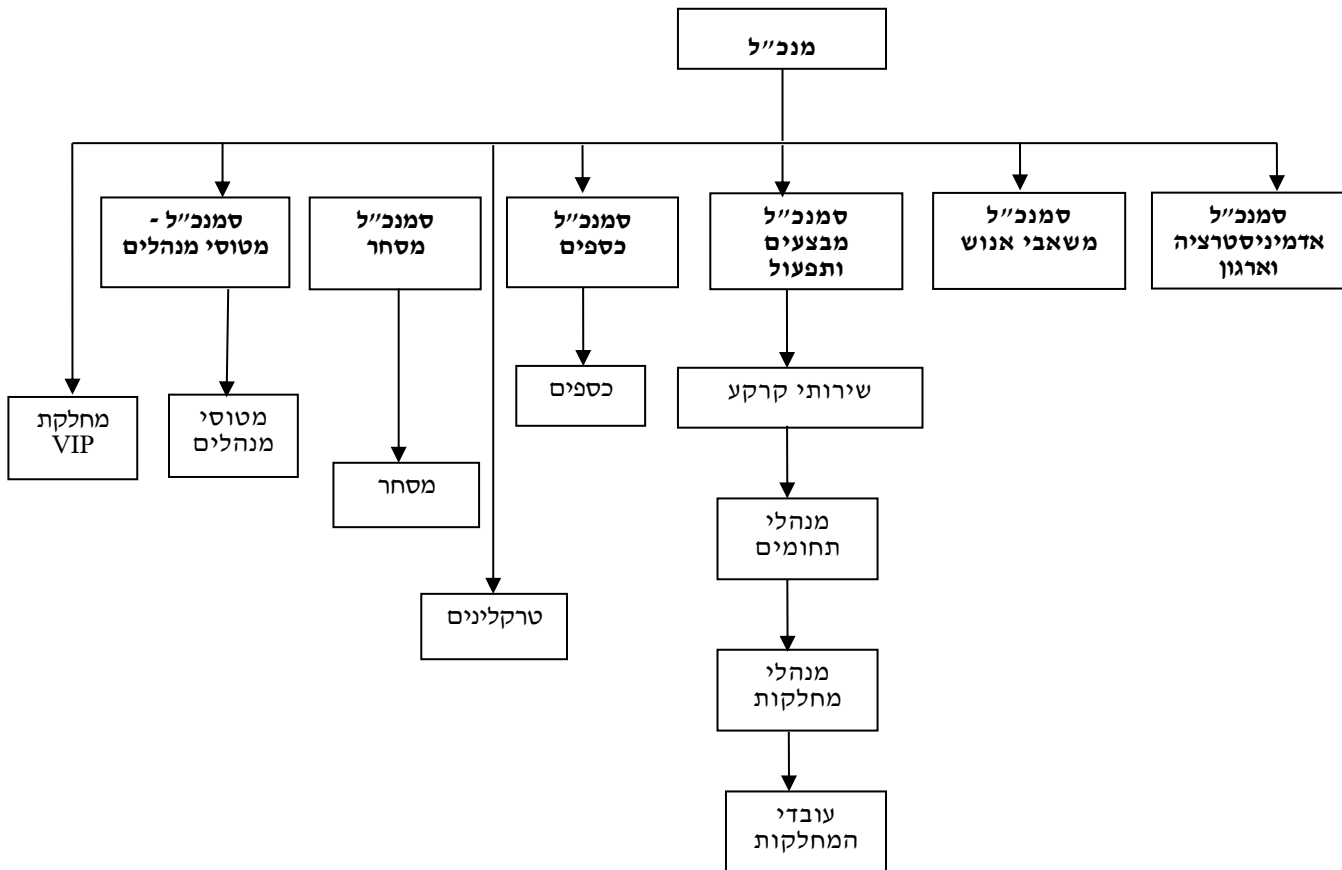 מנכ״ל
סמנכ״ל
אדמיניסטרציה
וארגון
סמנכ״ל
משאבי אנוש
סמנכ״ל
מבצעים
ותפעול
סמנכ״ל
כספים
סמנכ״ל
מסחר
סמנכ״ל -
מטוסי מנהלים
שירותי קרקע
כספים
מטוסי
מנהלים
מחלקת
VIP
מסחר
מנהלי
תחומים
טרקלינים
מנהלי
מחלקות
עובדי
המחלקות